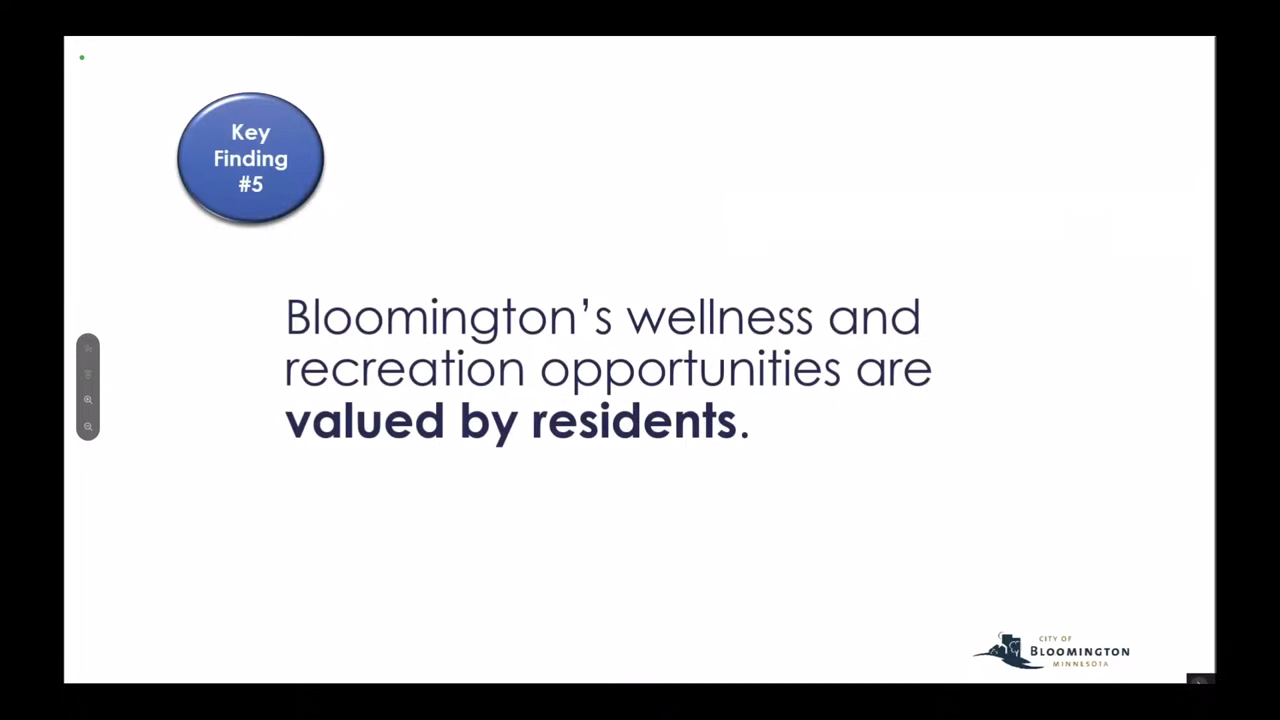 Key
Finding
#5
Bloomington’s wellness and
recreation opportunities are
valued by residents.
CITY OF
BLOOMINGTON
MINNESOTA